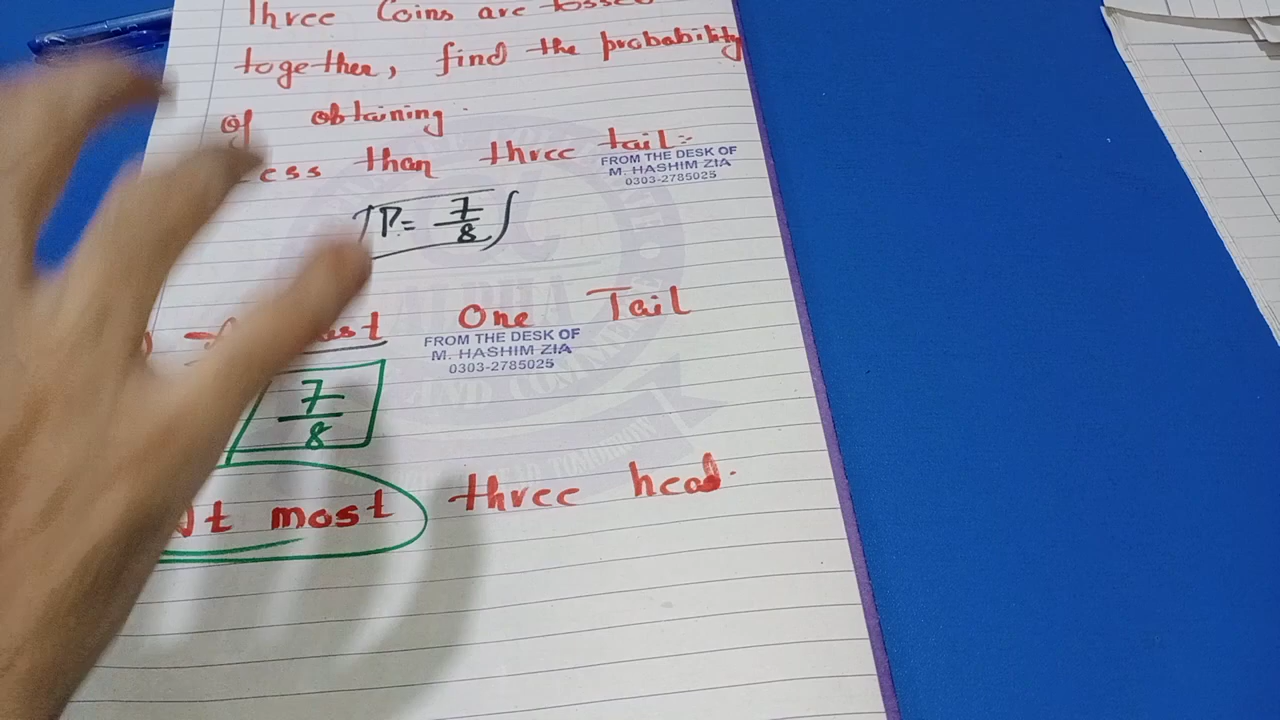 Three Coins are tossed
together, find the probability
of obtaining.
less than three tail:-
FROM THE DESK OF
M. HASHIM ZIA
0303-2785025
P = 7/8
One Tail
FROM THE DESK OF
M. HASHIM ZIA
0303-2785025
7/8
At most three head.